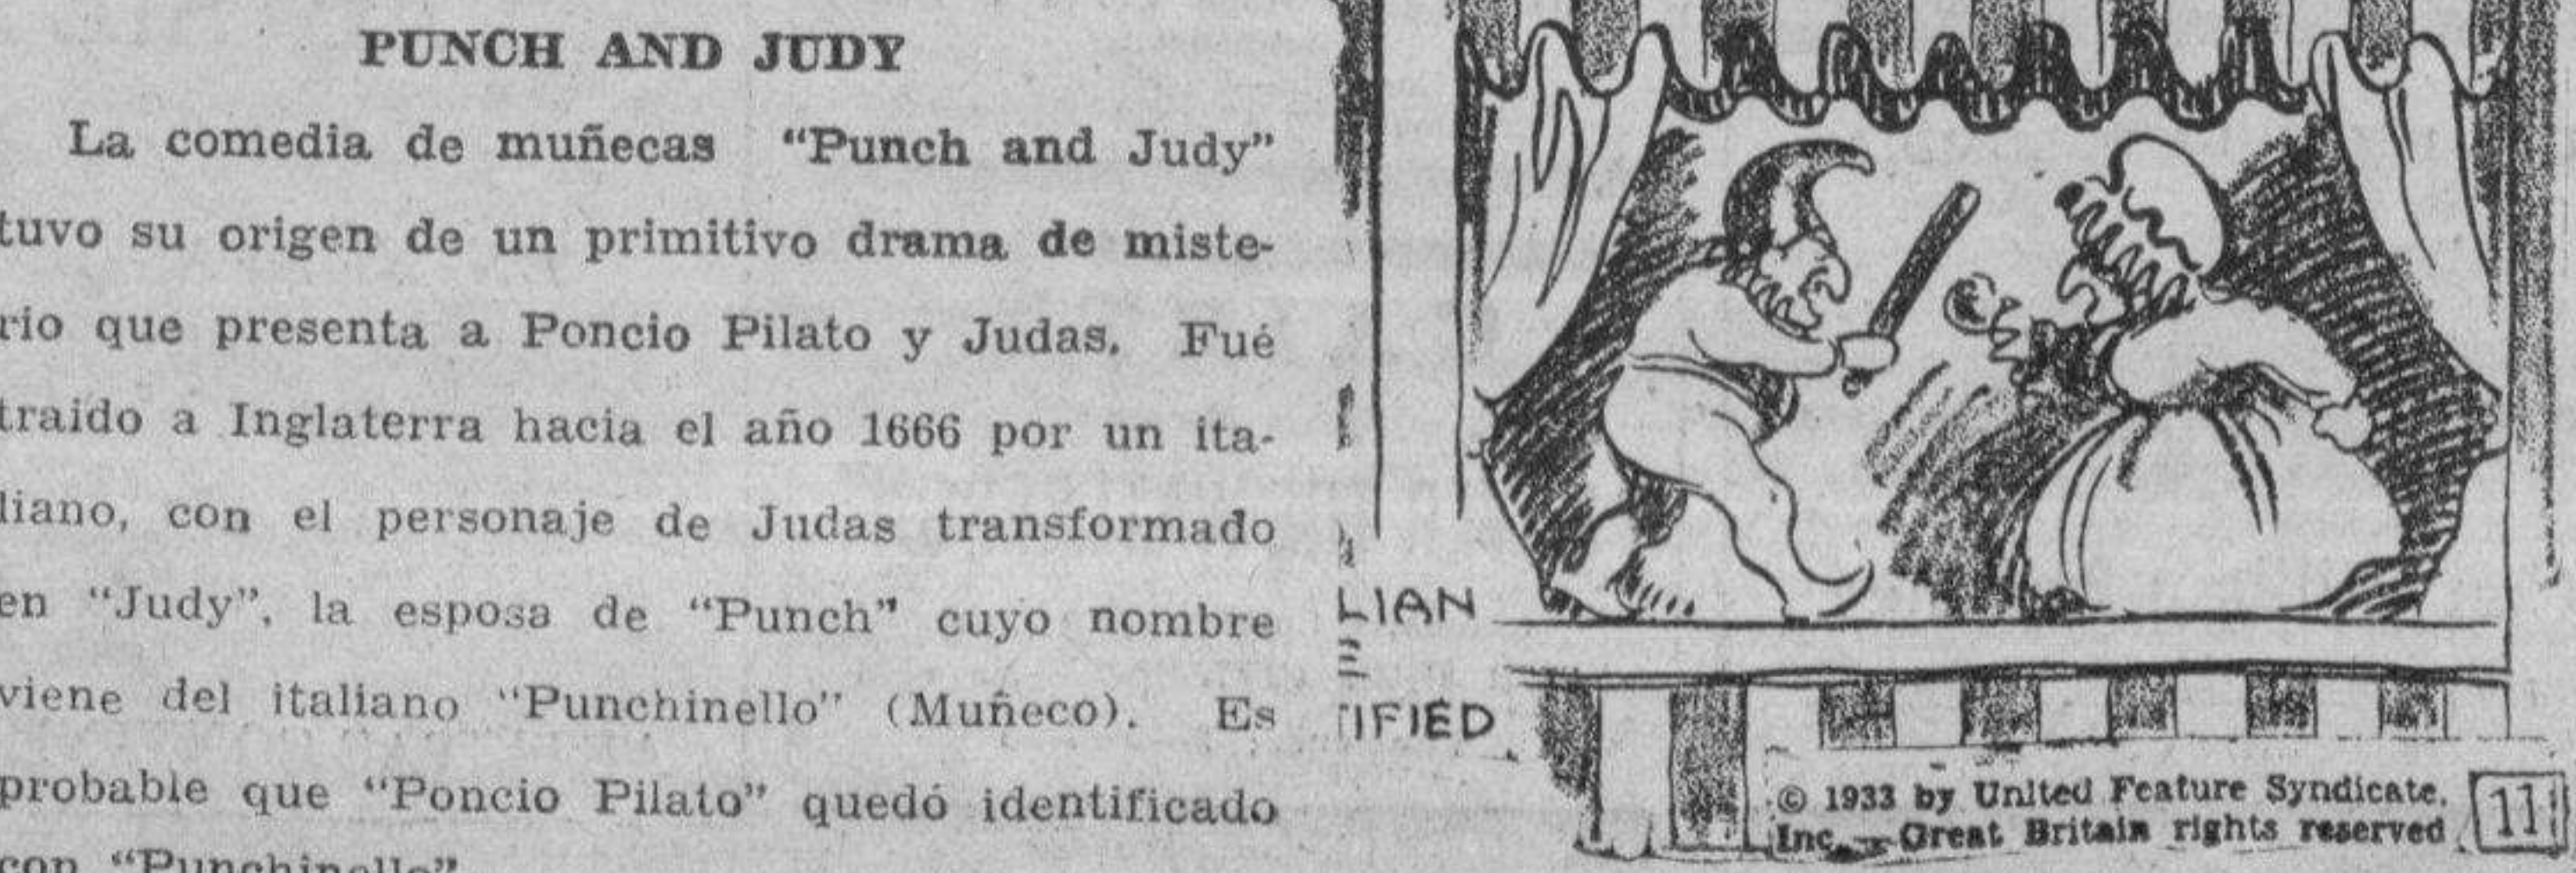 PUNCH AND JUDY
La comedia de muñecas "Punch and Judy"
tuvo su origen de un primitivo drama de miste-
rio que presenta a Poncio Pilato y Judas. Fué
traido a Inglaterra hacia el año 1666 por un ita-
liano, con el personaje de Judas transformado
en "Judy", la esposa de "Punch" cuyo nombre
viene del italiano "Punchinello" (Muñeco). Es
probable que "Poncio Pilato" quedó identificado
con "Punchinello"
LIAN
E
TIFIED
© 1933 by United Feature Syndicate,
Inc.—Great Britain rights reserved
11